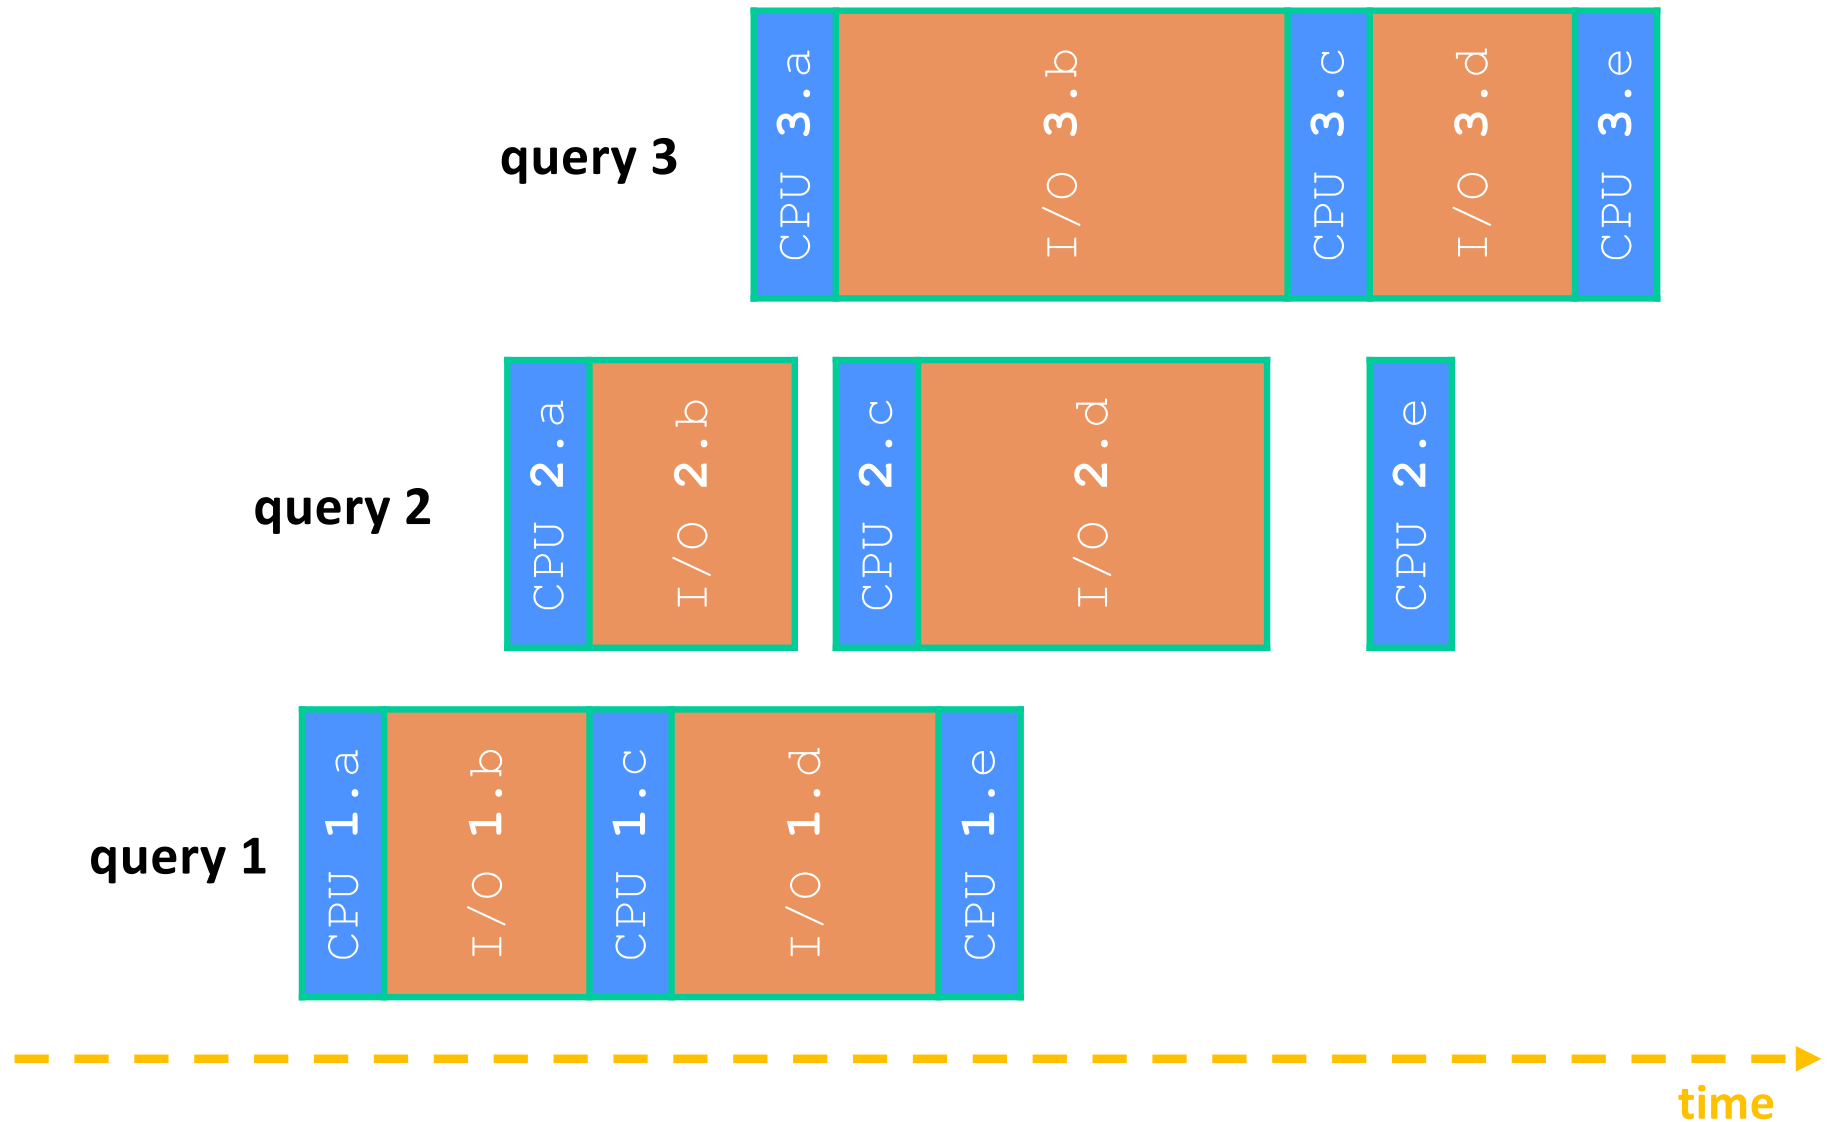 query 3
CPU 3.a
I/O 3.b
CPU 3.c
I/O 3.d
CPU 3.e
query 2
CPU 2.a
I/O 2.b
CPU 2.c
I/O 2.d
CPU 2.e
query 1
CPU 1.a
I/O 1.b
CPU 1.c
I/O 1.d
CPU 1.e
time